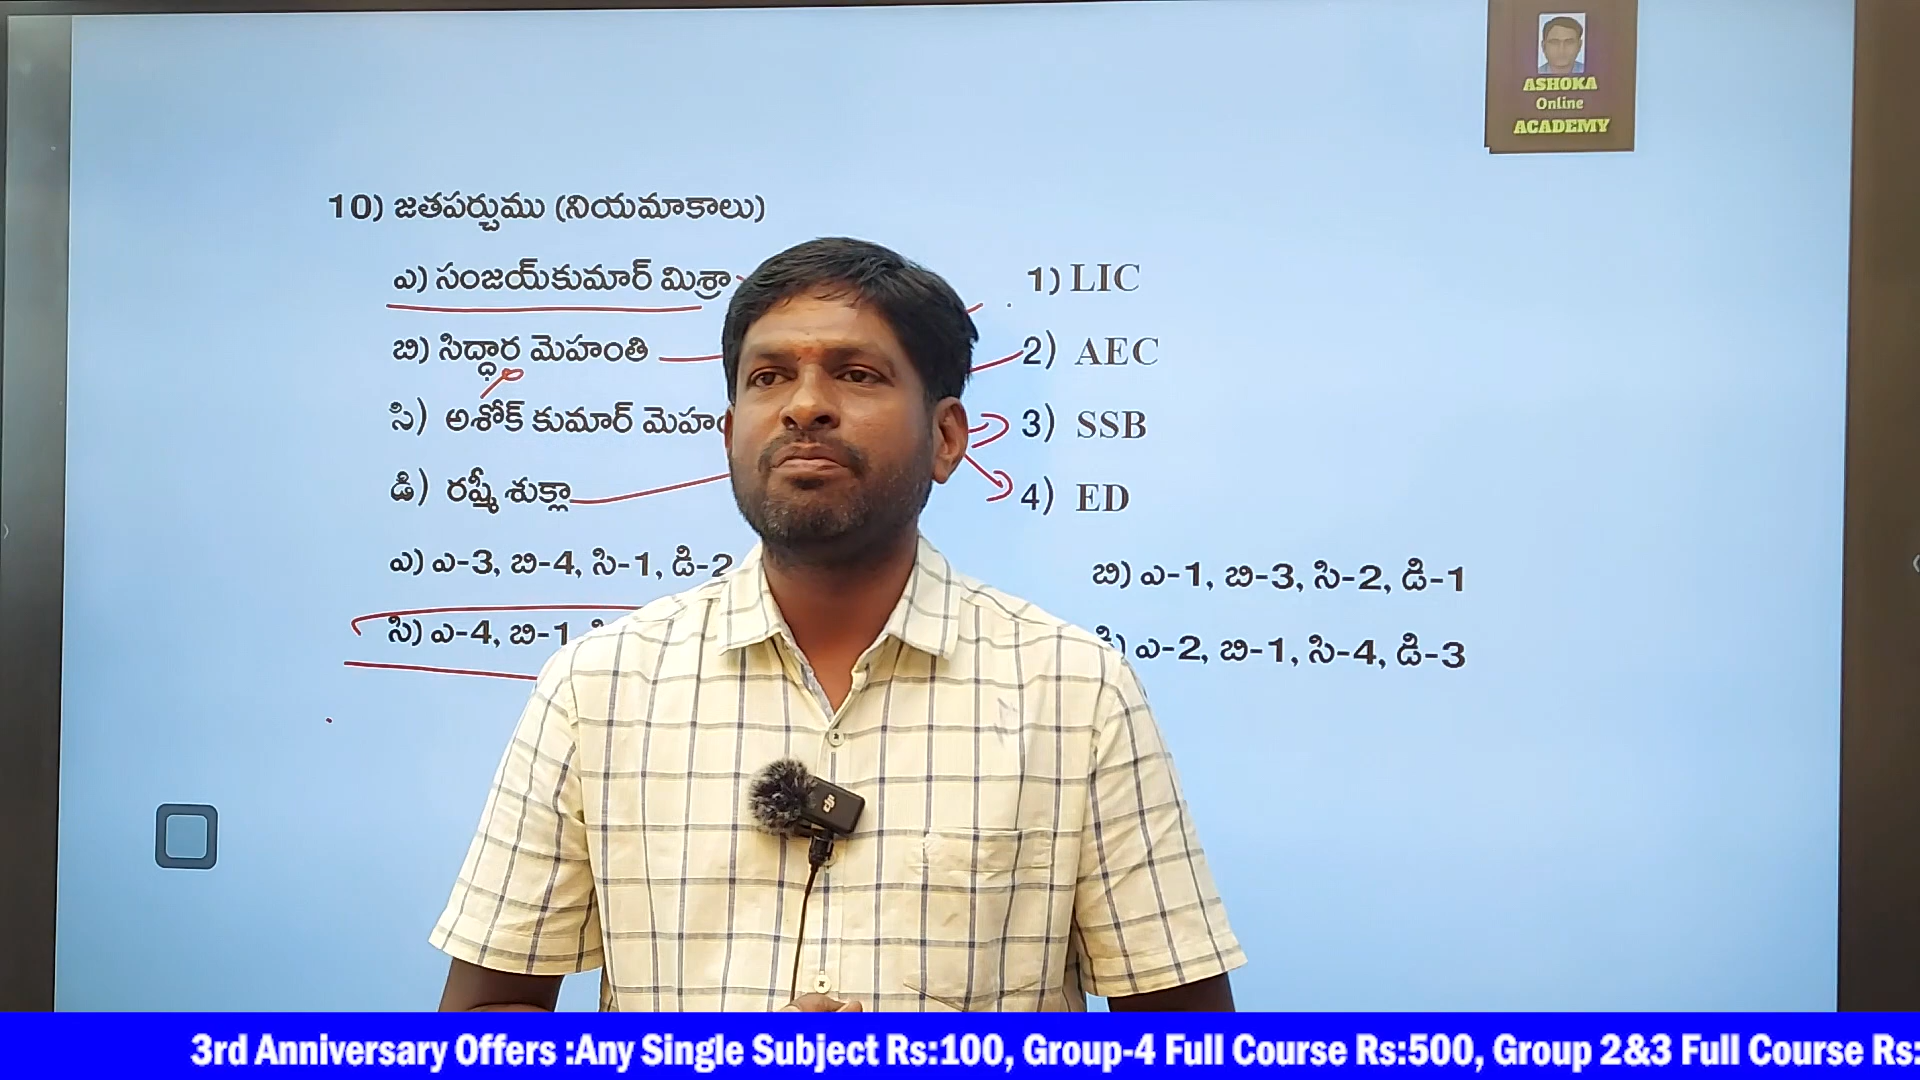 ASHOKA
Online
ACADEMY
10) జతపర్చుము (నియమాకాలు)
ఎ) సంజయ్‌కుమార్ మిశ్రా 1) LIC
బి) సిద్ధార్థ మెహంతి 2) AEC
సి) అశోక్ కుమార్ 3) SSB
డి) రష్మీ శుక్లా 4) ED
ఎ) ఎ-3, బి-4, సి-1, డి-2 బి) ఎ-1, బి-3, సి-2, డి-1
సి) ఎ-4, బి-1 ఎ-2, బి-1, సి-4, డి-3
3rd Anniversary Offers :Any Single Subject Rs:100, Group-4 Full Course Rs:500, Group 2&3 Full Course Rs: